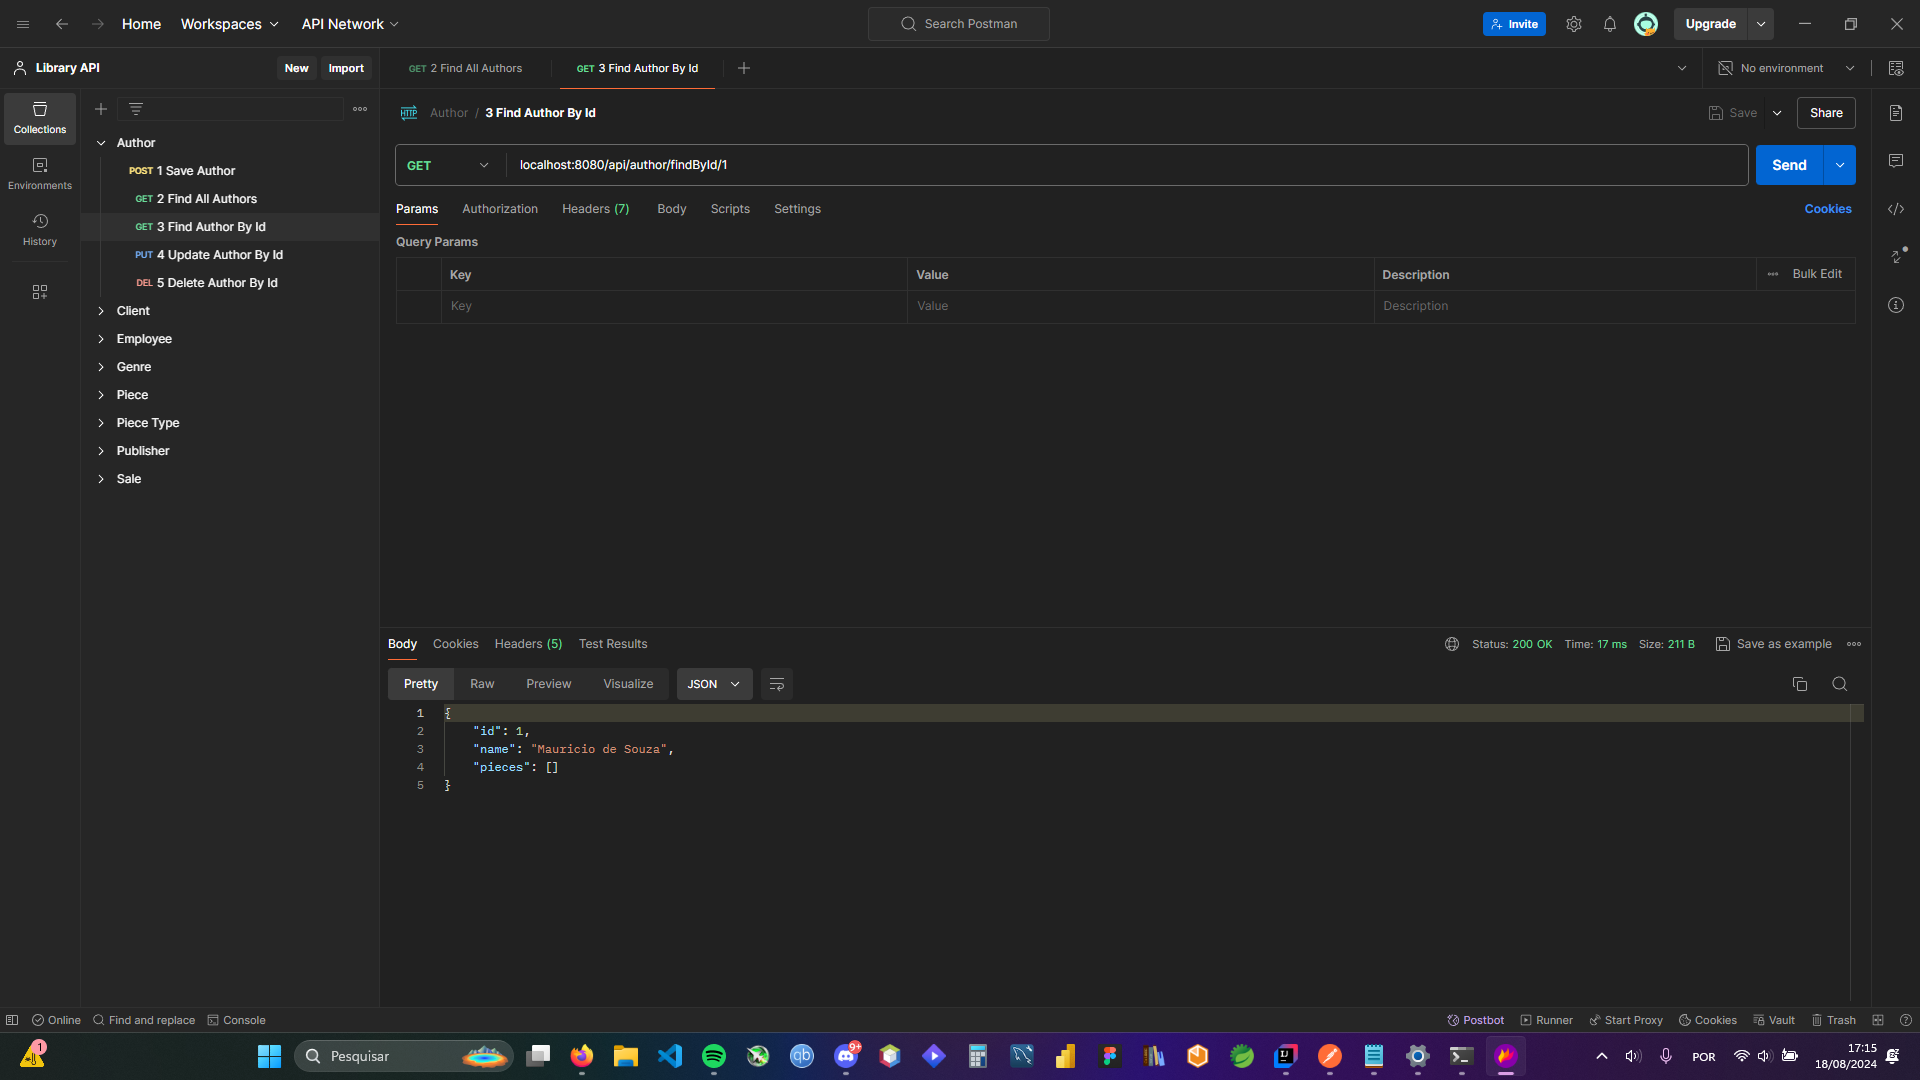 Home Workspaces API Network Search Postman Invite Upgrade
Library API New Import GET 2 Find All Authors GET 3 Find Author By Id No environment
Collections
Environments
History
Author
POST 1 Save Author
GET 2 Find All Authors
GET 3 Find Author By Id
PUT 4 Update Author By Id
DEL 5 Delete Author By Id
Client
Employee
Genre
Piece
Piece Type
Publisher
Sale
HTTP Author / 3 Find Author By Id Save Share
GET localhost:8080/api/author/findById/1 Send
Params Authorization Headers (7) Body Scripts Settings Cookies
Query Params
Key Value Description Bulk Edit
Key Value Description
Body Cookies Headers (5) Test Results Status: 200 OK Time: 17 ms Size: 211 B Save as example
Pretty Raw Preview Visualize JSON
1 {
2 "id": 1,
3 "name": "Mauricio de Souza",
4 "pieces": []
5 }
Online Find and replace Console Postbot Runner Start Proxy Cookies Vault Trash
1 Pesquisar qb 9+ IJ POR 17:15
18/08/2024